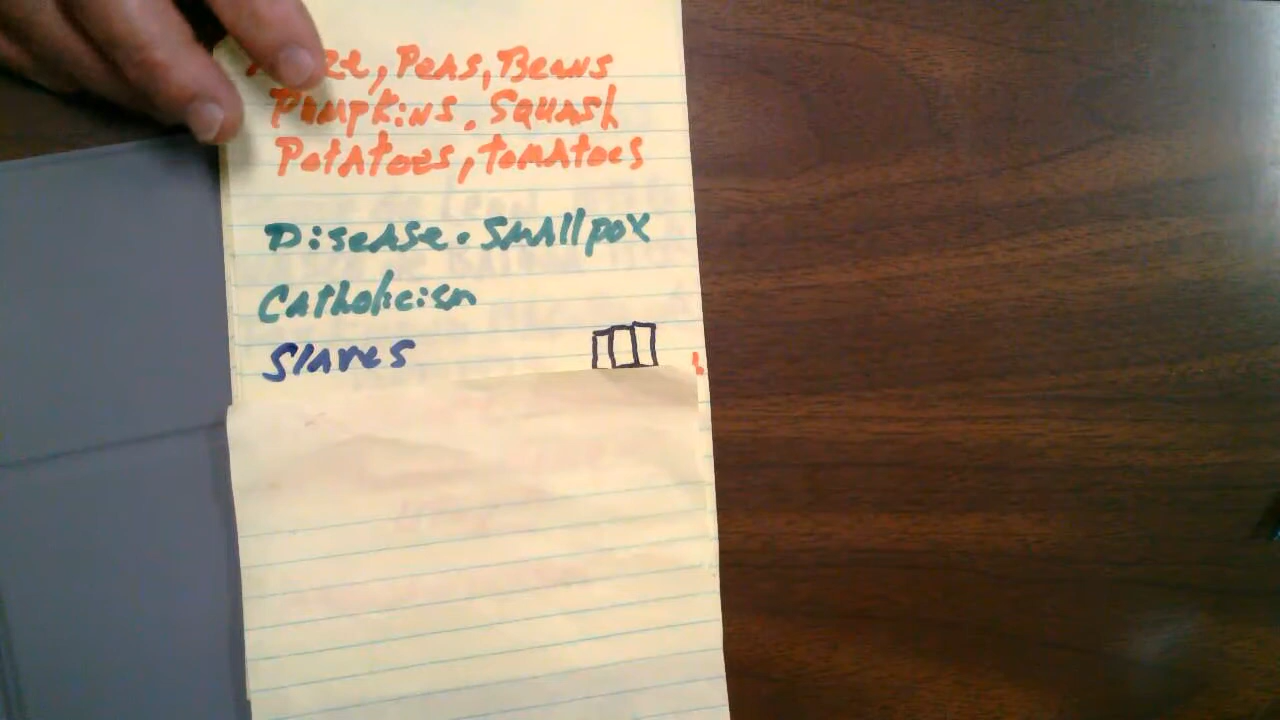 Peas, Beans
Pumpkins, Squash
Potatoes, tomatoes
Disease. Smallpox
Catholicism
Slaves